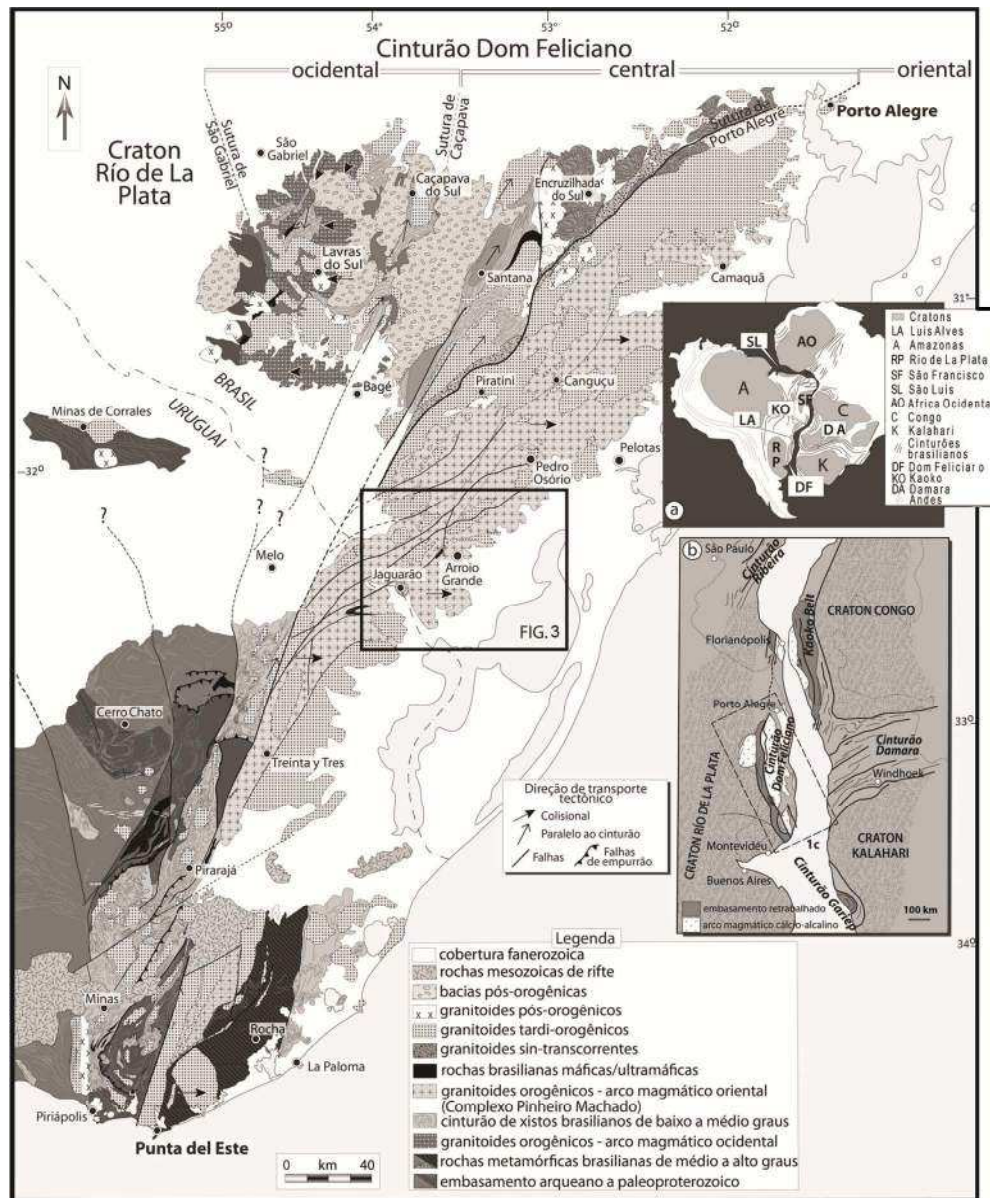 55º
54º
53º
52º
Cinturão Dom Feliciano
ocidental
central
oriental
N
Craton
Río de La
Plata
Sutura de
São Gabriel
Sutura de
Caçapava
Sutura de
Porto Alegre
Porto Alegre
São
Gabriel
Caçapava
do Sul
Encruzilhada
do Sul
Lavras
do Sul
Santana
Camaquã
31º
Bagé
Piratini
Canguçu
BRASIL
URUGUAI
Minas de Corrales
32º
Pelotas
Pedro
Osório
?
?
?
Melo
Jaguarão
Arroio
Grande
FIG. 3
Cerro Chato
33º
Treinta y Tres
Pirarajá
34º
Minas
Rocha
La Paloma
Piriápolis
Punta del Este
0 km 40
SL
AO
A
SF
KO
C
LA
D A
R
P
K
DF
a
Cratons
LA Luis Alves
A Amazonas
RP Río de La Plata
SF São Francisco
SL São Luis
AO Africa Ocidental
C Congo
K Kalahari
Cinturões
brasilianos
DF Dom Feliciaro
KO Kaoko
DA Damara
Andes
b
São Paulo
Cinturão
Ribeira
CRATON CONGO
Kaoko Belt
Florianópolis
Porto Alegre
Cinturão
Dom Feliciano
Cinturão
Damara
Windhoek
CRATON RÍO DE LA PLATA
Montevidéu
1c
CRATON
KALAHARI
Buenos Aires
Cinturão Gariep
embasamento retrabalhado
arco magmático cálcio-alcalino
100 km
Direção de transporte
tectônico
Colisional
Paralelo ao cinturão
Falhas
Falhas
de empurrão
Legenda
cobertura fanerozoica
rochas mesozoicas de rifte
bacias pós-orogênicas
x x granitoides pós-orogênicos
granitoides tardi-orogênicos
granitoides sin-transcorrentes
rochas brasilianas máficas/ultramáficas
granitoides orogênicos - arco magmático oriental
(Complexo Pinheiro Machado)
cinturão de xistos brasilianos de baixo a médio graus
granitoides orogênicos - arco magmático ocidental
rochas metamórficas brasilianas de médio a alto graus
embasamento arqueano a paleoproterozoico